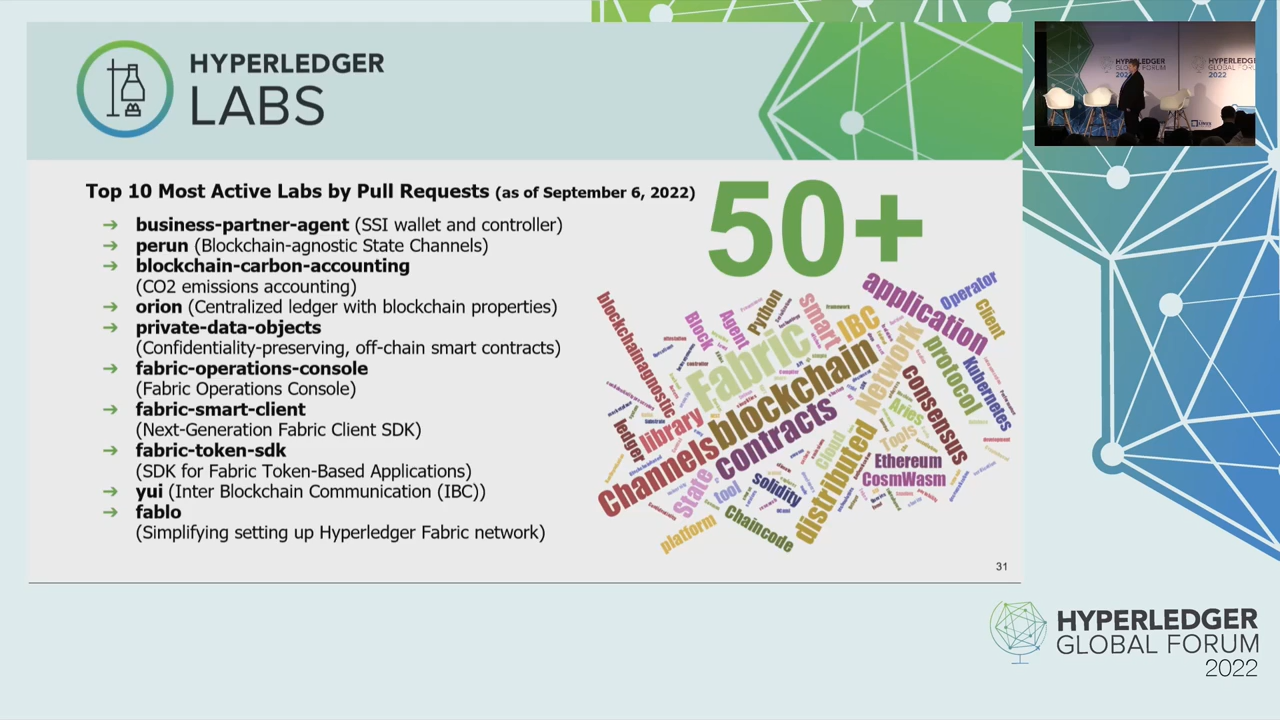 HYPERLEDGER
LABS
Top 10 Most Active Labs by Pull Requests (as of September 6, 2022)
➔ business-partner-agent (SSI wallet and controller)
➔ perun (Blockchain-agnostic State Channels)
➔ blockchain-carbon-accounting
(CO2 emissions accounting)
➔ orion (Centralized ledger with blockchain properties)
➔ private-data-objects
(Confidentiality-preserving, off-chain smart contracts)
➔ fabric-operations-console
(Fabric Operations Console)
➔ fabric-smart-client
(Next-Generation Fabric Client SDK)
➔ fabric-token-sdk
(SDK for Fabric Token-Based Applications)
➔ yui (Inter Blockchain Communication (IBC))
➔ fablo
(Simplifying setting up Hyperledger Fabric network)
50+
blockchainagnostic
Block
Agent
Python
smart
IBC
application
Operator
client
Fabric
blockchain
Network
protocol
Kubernetes
consensus
ledger
library
Channels
contracts
Aries
Tools
Cloud
distributed
Ethereum
CosmWasm
State
tool
Solidity
platform
Chaincode
31
HYPERLEDGER
GLOBAL FORUM
2022
HYPERLEDGER
GLOBAL FORUM
2022